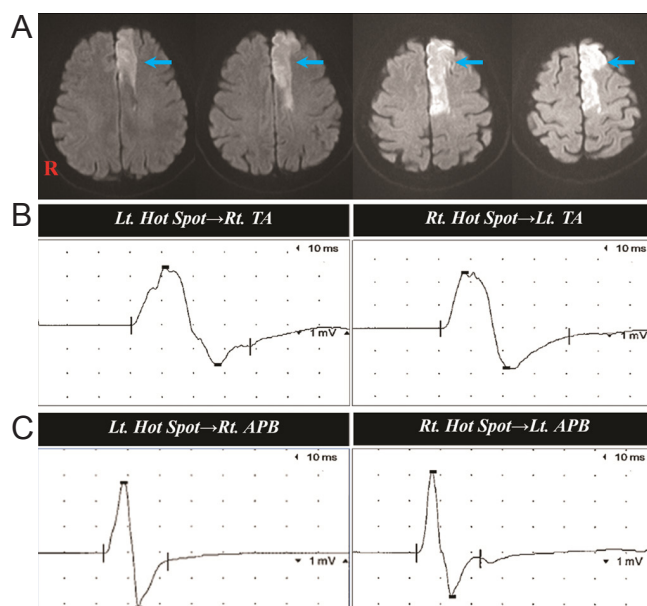 A
R
B
Lt. Hot Spot→Rt. TA
Rt. Hot Spot→Lt. TA
10 ms
10 ms
1 mV
1 mV
C
Lt. Hot Spot→Rt. APB
Rt. Hot Spot→Lt. APB
10 ms
10 ms
1 mV
1 mV